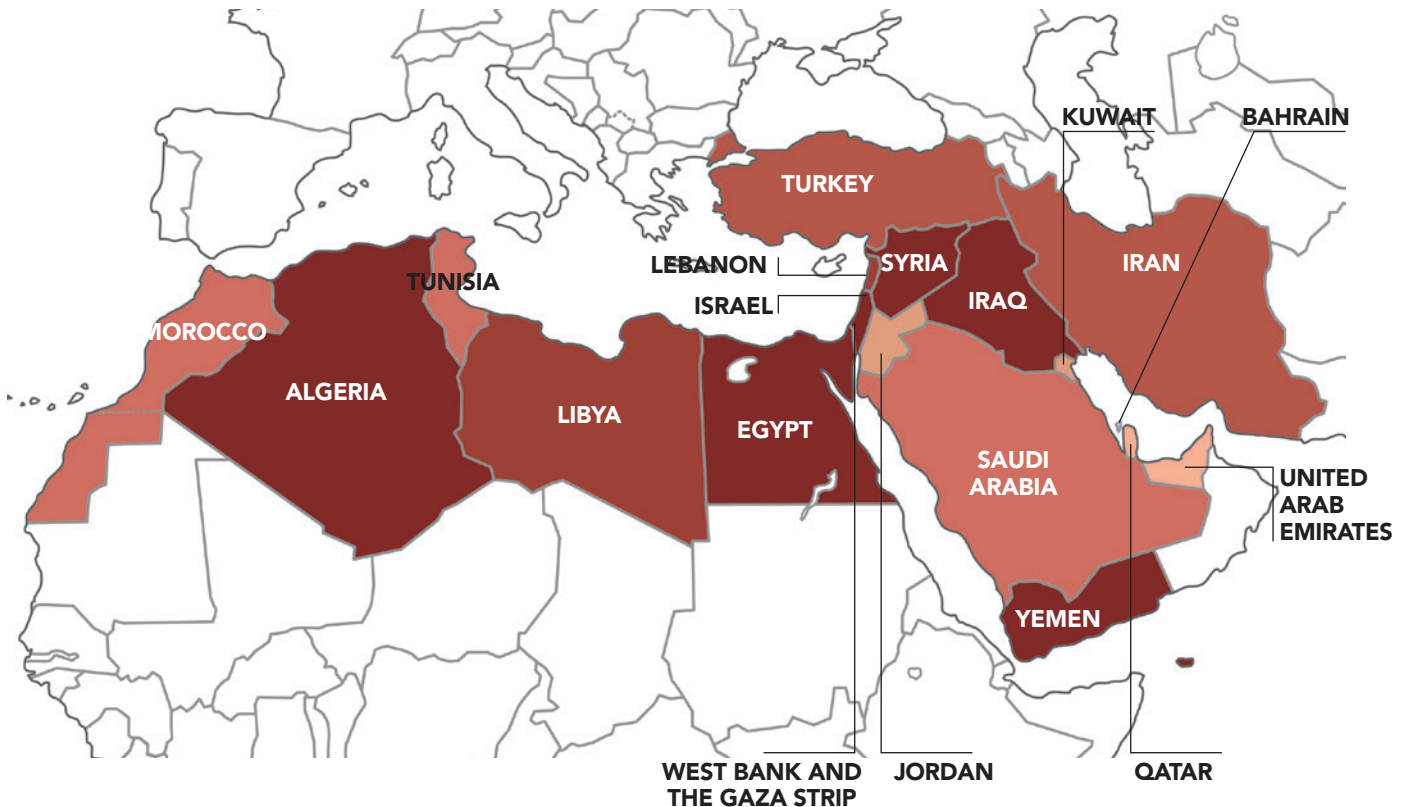 KUWAIT
BAHRAIN
TURKEY
LEBANON
SYRIA
IRAN
TUNISIA
ISRAEL
IRAQ
MOROCCO
ALGERIA
LIBYA
EGYPT
SAUDI
ARABIA
UNITED
ARAB
EMIRATES
YEMEN
WEST BANK AND
THE GAZA STRIP
JORDAN
QATAR